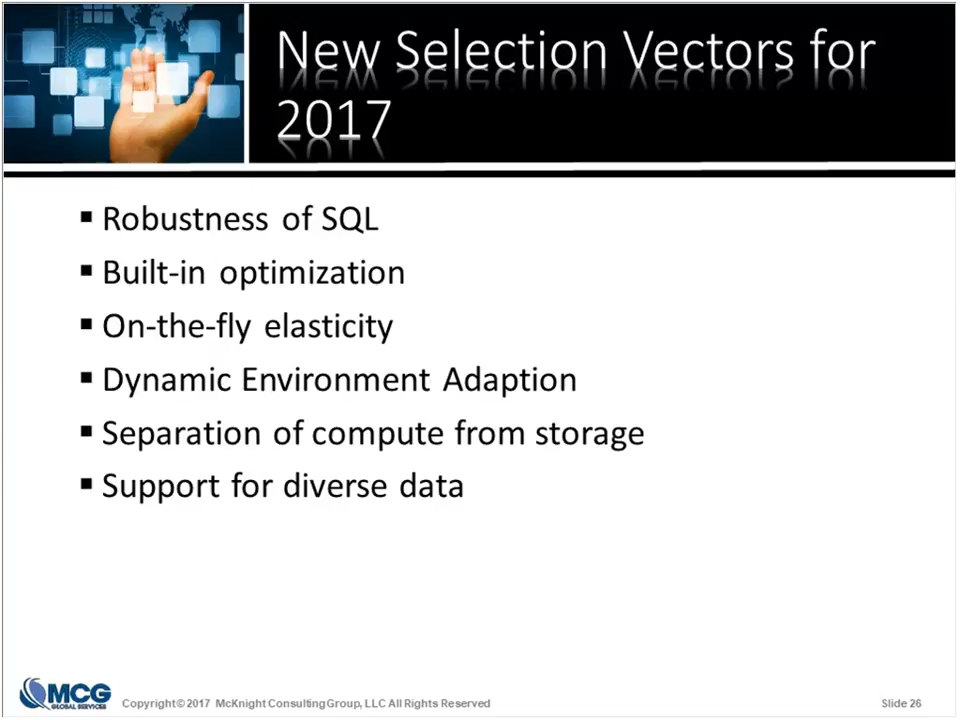 New Selection Vectors for
2017
▪ Robustness of SQL
▪ Built-in optimization
▪ On-the-fly elasticity
▪ Dynamic Environment Adaption
▪ Separation of compute from storage
▪ Support for diverse data
MCG
GLOBAL SERVICES
Copyright© 2017 McKnight Consulting Group, LLC All Rights Reserved
Slide 26